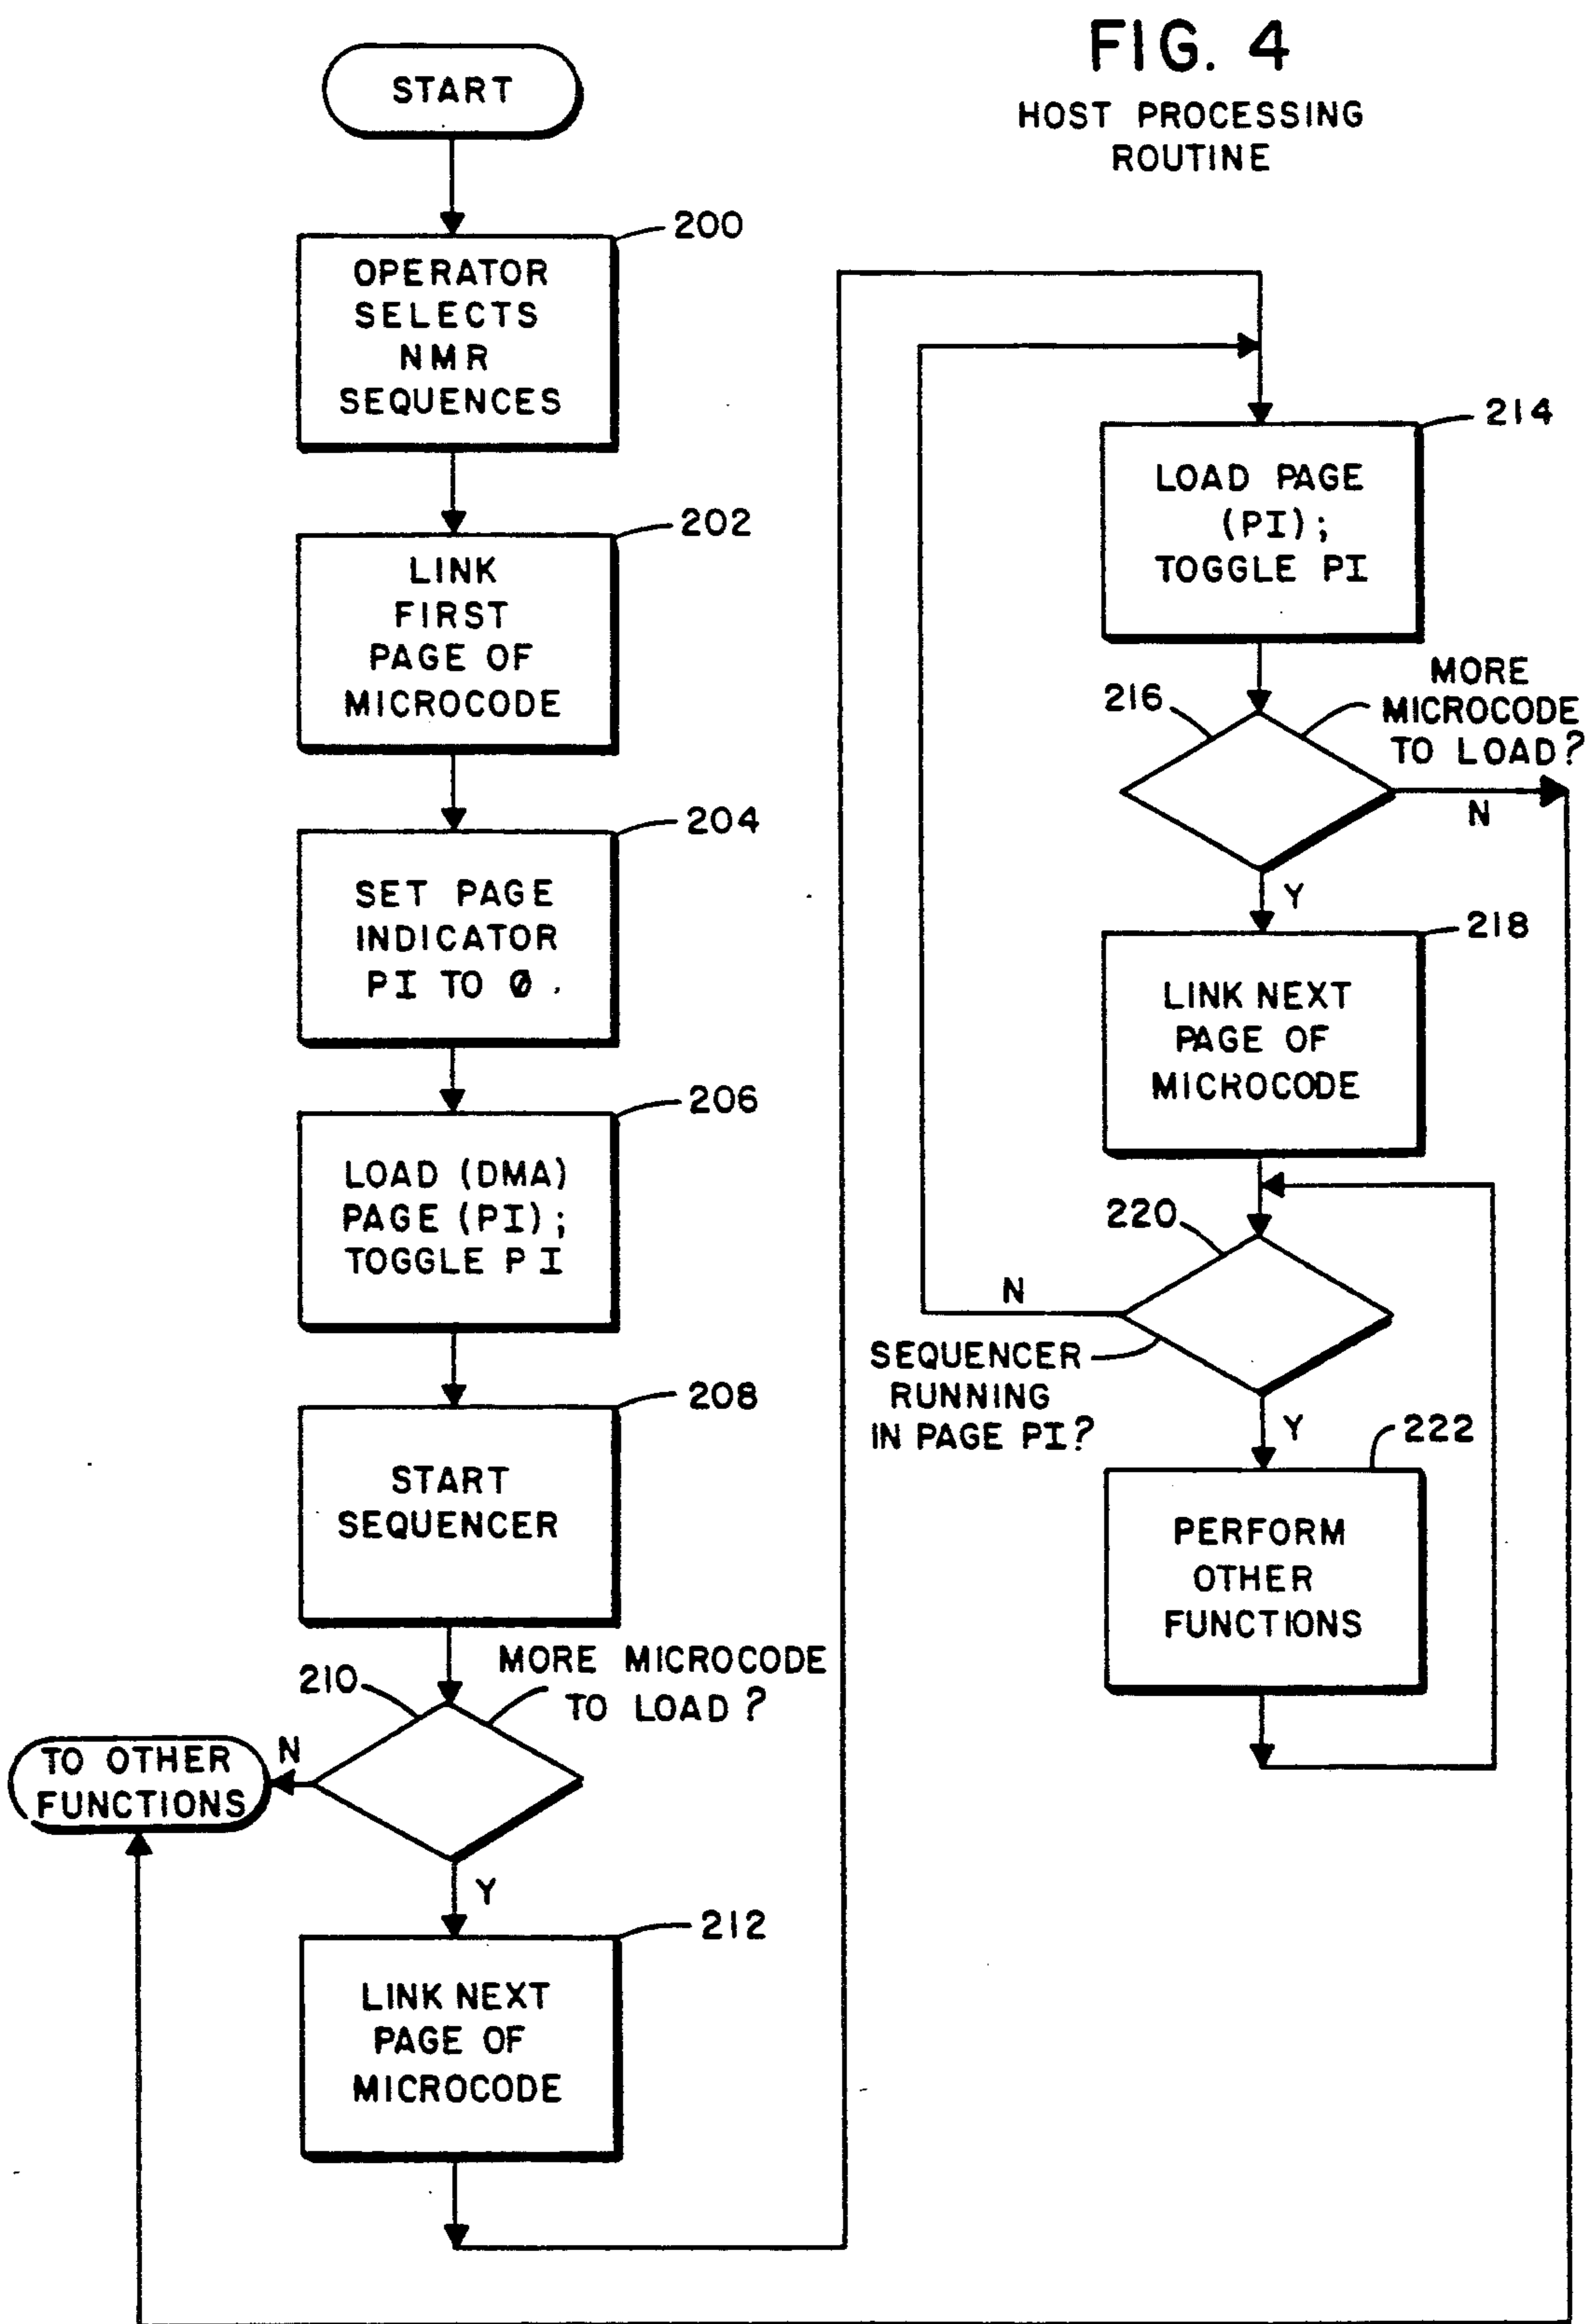 FIG. 4
HOST PROCESSING
ROUTINE
START
200
OPERATOR
SELECTS
NMR
SEQUENCES
202
LINK
FIRST
PAGE OF
MICROCODE
204
SET PAGE
INDICATOR
PI TO 0
206
LOAD (DMA)
PAGE (PI);
TOGGLE PI
208
START
SEQUENCER
210
MORE MICROCODE
TO LOAD?
N
TO OTHER
FUNCTIONS
Y
212
LINK NEXT
PAGE OF
MICROCODE
214
LOAD PAGE
(PI);
TOGGLE PI
216
MORE
MICROCODE
TO LOAD?
N
Y
218
LINK NEXT
PAGE OF
MICROCODE
220
N
SEQUENCER
RUNNING
IN PAGE PI?
Y
222
PERFORM
OTHER
FUNCTIONS